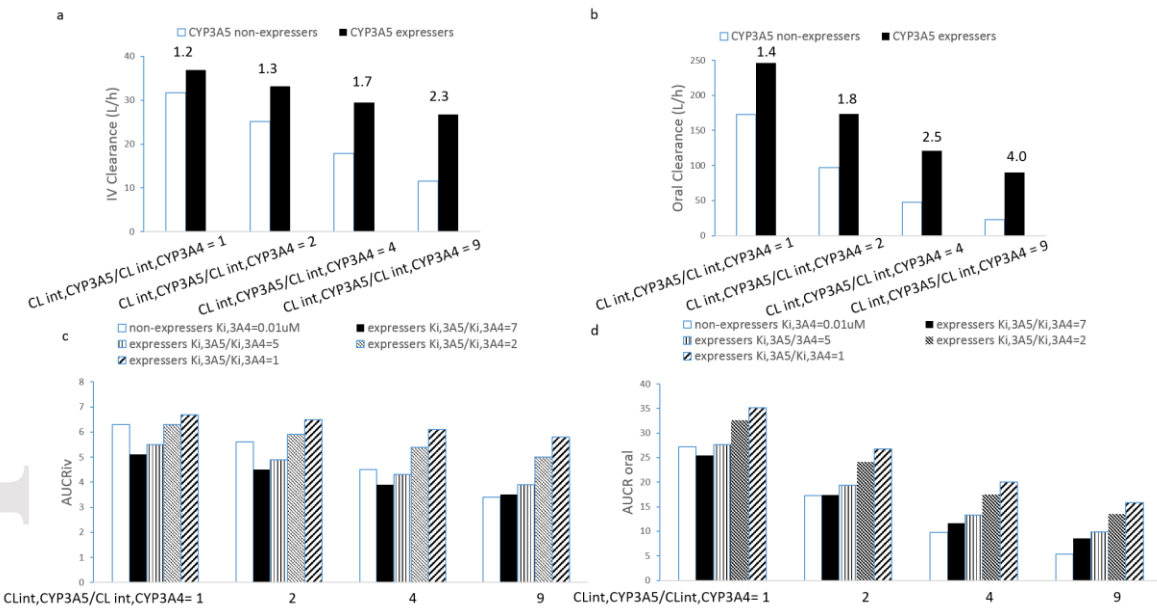 a
CYP3A5 non-expressers CYP3A5 expressers
IV Clearance (L/h)
40
30
20
10
0
1.2
1.3
1.7
2.3
CL int,CYP3A5/CL int,CYP3A4 = 1
CL int,CYP3A5/CL int,CYP3A4 = 2
CL int,CYP3A5/CL int,CYP3A4 = 4
CL int,CYP3A5/CL int,CYP3A4 = 9
b
CYP3A5 non-expressers CYP3A5 expressers
Oral Clearance (L/h)
250
200
150
100
50
0
1.4
1.8
2.5
4.0
CL int,CYP3A5/CL int,CYP3A4 = 1
CL int,CYP3A5/CL int,CYP3A4 = 2
CL int,CYP3A5/CL int,CYP3A4 = 4
CL int,CYP3A5/CL int,CYP3A4 = 9
c
non-expressers Ki,3A4=0.01uM expressers Ki,3A5/Ki,3A4=7
expressers Ki,3A5/Ki,3A4=5 expressers Ki,3A5/Ki,3A4=2
expressers Ki,3A5/Ki,3A4=1
AUCRiv
8
7
6
5
4
3
2
1
0
CLint,CYP3A5/CL int,CYP3A4= 1 2 4 9
d
non-expressers Ki,3A4=0.01uM expressers Ki,3A5/Ki,3A4=7
expressers Ki,3A5/3A4=5 expressers Ki,3A5/Ki,3A4=2
expressers Ki,3A5/Ki,3A4=1
AUCR oral
40
35
30
25
20
15
10
5
0
CLint,CYP3A5/CLint,CYP3A4= 1 2 4 9